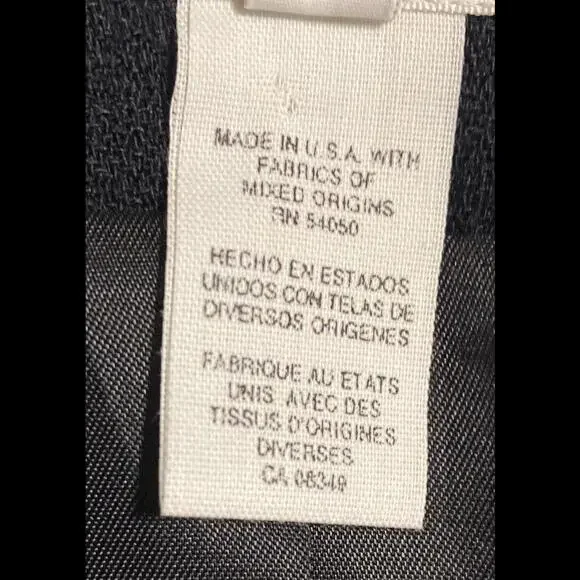 MADE IN U.S.A. WITH
FABRICS OF
MIXED ORIGINS
RN 54050
HECHO EN ESTADOS
UNIDOS CON TELAS DE
DIVERSOS ORIGENES
FABRIQUE AU ETATS
UNIS AVEC DES
TISSUS D'ORIGINES
DIVERSES
CA 08349